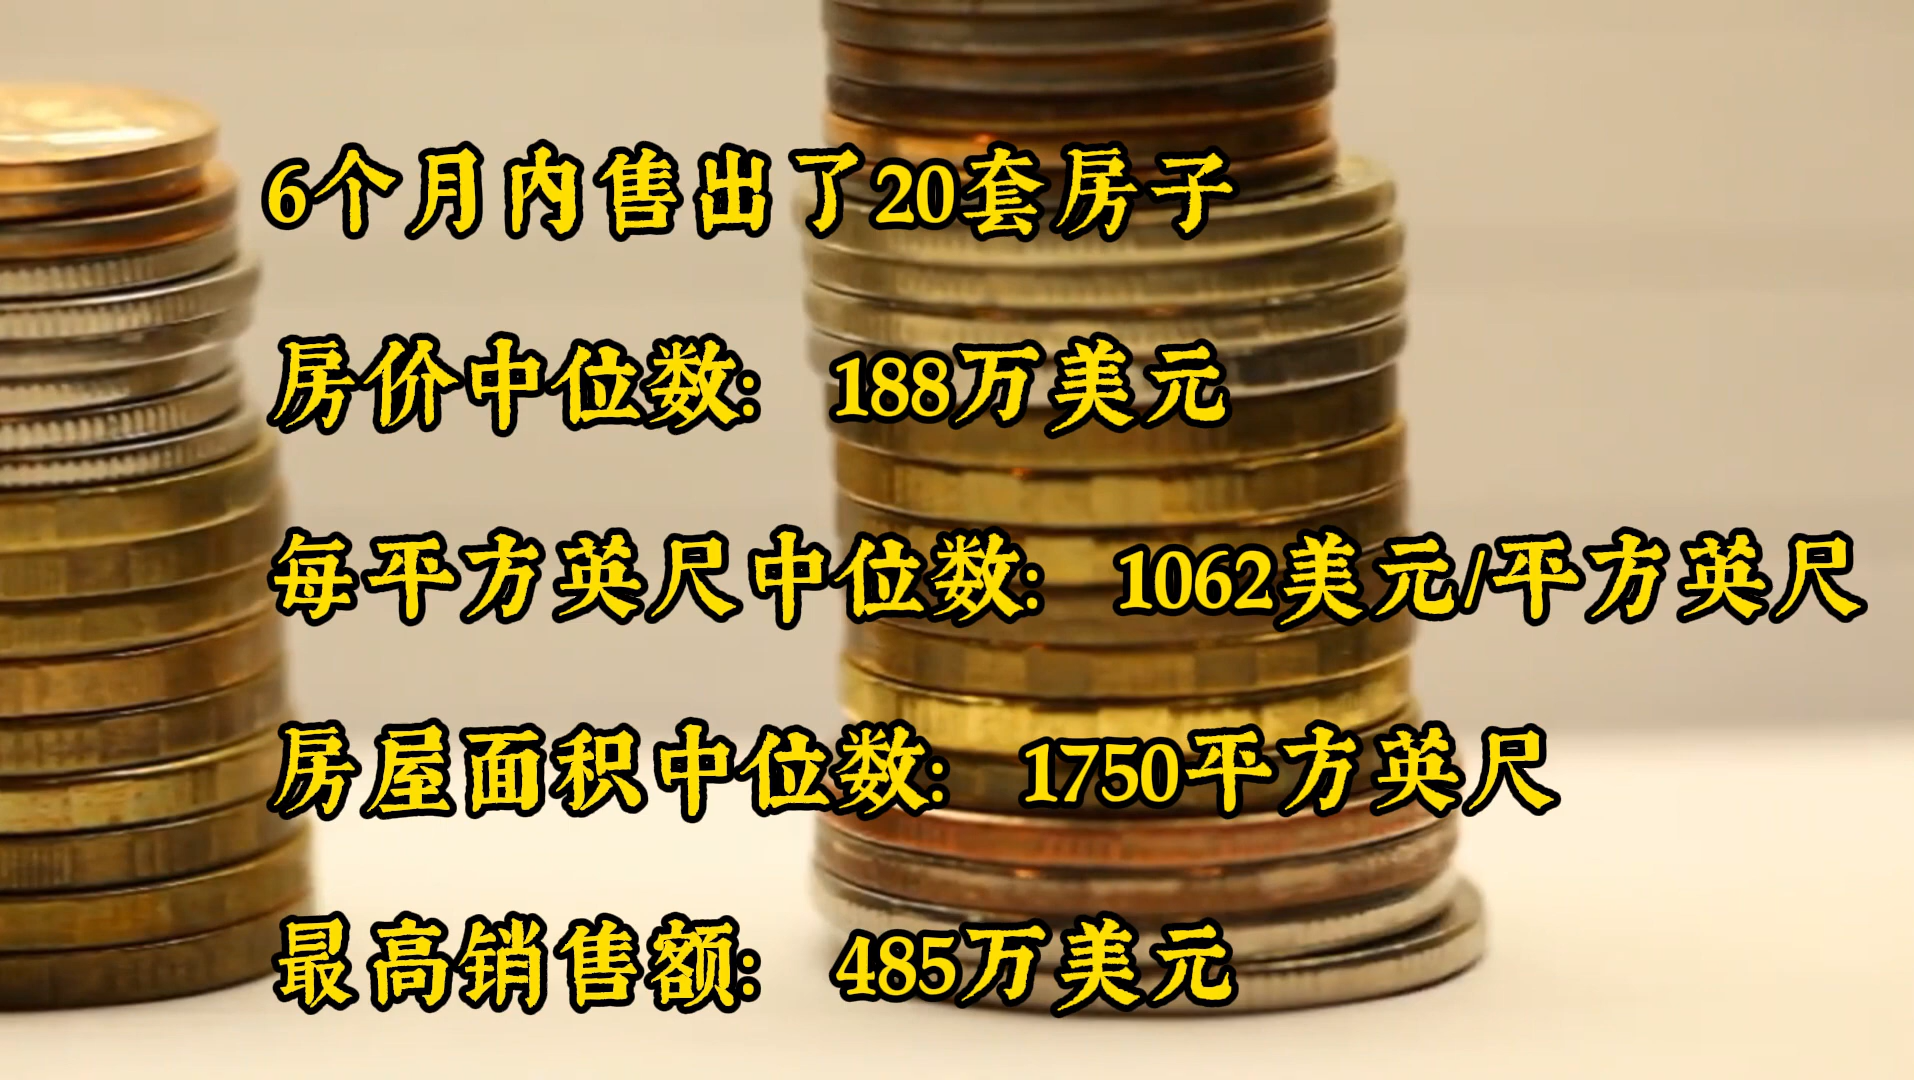 6个月内售出了20套房子
房价中位数: 188万美元
每平方英尺中位数: 1062美元/平方英尺
房屋面积中位数: 1750平方英尺
最高销售额: 485万美元